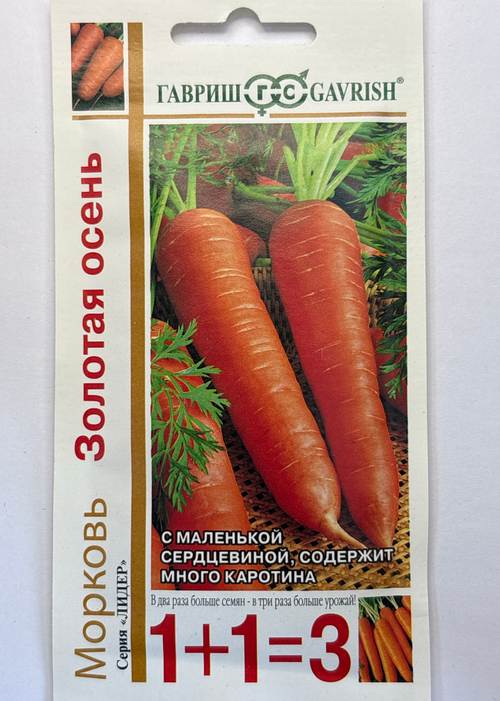 ГАВРИШ ГС GAVRISH®
Морковь Золотая осень
Серия «ЛИДЕР»
С МАЛЕНЬКОЙ
СЕРДЦЕВИНОЙ, СОДЕРЖИТ
МНОГО КАРОТИНА
В два раза больше семян - в три раза больше урожай!
1+1=3